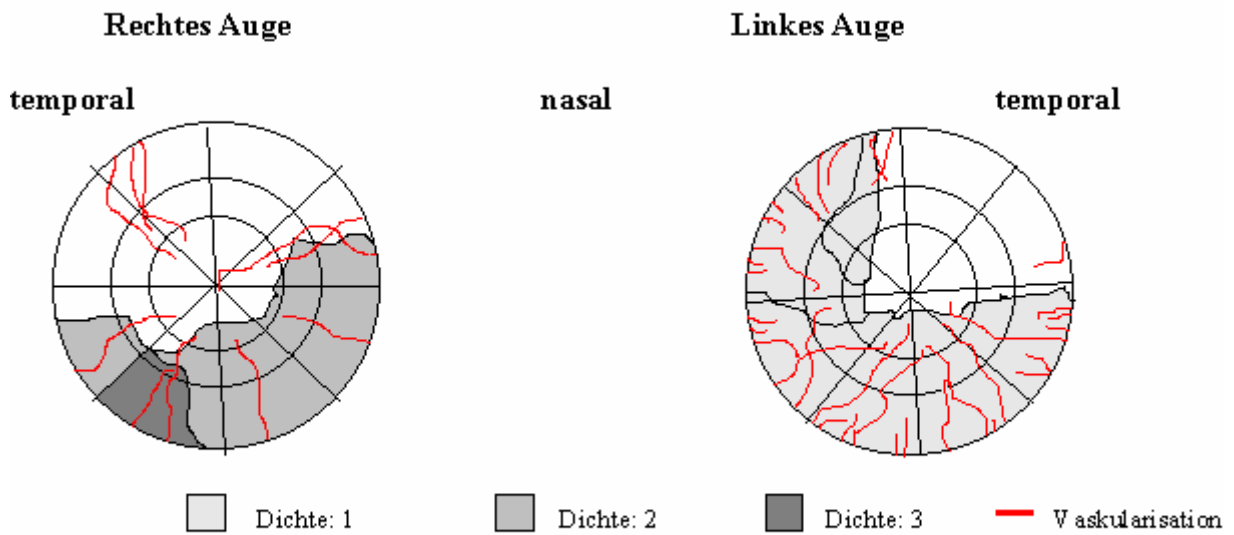 Rechtes Auge Linkes Auge
temporal nasal temporal
Dichte: 1 Dichte: 2 Dichte: 3 Vaskularisation